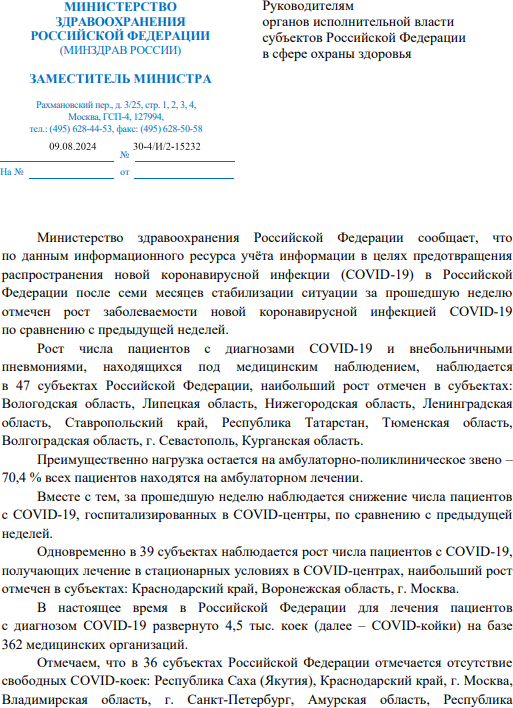 МИНИСТЕРСТВО
ЗДРАВООХРАНЕНИЯ
РОССИЙСКОЙ ФЕДЕРАЦИИ
(МИНЗДРАВ РОССИИ)
ЗАМЕСТИТЕЛЬ МИНИСТРА
Рахмановский пер., д. 3/25, стр. 1, 2, 3, 4,
Москва, ГСП-4, 127994,
тел.: (495) 628-44-53, факс: (495) 628-50-58
09.08.2024 № 30-4/И/2-15232
На № от
Руководителям
органов исполнительной власти
субъектов Российской Федерации
в сфере охраны здоровья
Министерство здравоохранения Российской Федерации сообщает, что
по данным информационного ресурса учёта информации в целях предотвращения
распространения новой коронавирусной инфекции (COVID-19) в Российской
Федерации после семи месяцев стабилизации ситуации за прошедшую неделю
отмечен рост заболеваемости новой коронавирусной инфекцией COVID-19
по сравнению с предыдущей неделей.
Рост числа пациентов с диагнозами COVID-19 и внебольничными
пневмониями, находящихся под медицинским наблюдением, наблюдается
в 47 субъектах Российской Федерации, наибольший рост отмечен в субъектах:
Вологодская область, Липецкая область, Нижегородская область, Ленинградская
область, Ставропольский край, Республика Татарстан, Тюменская область,
Волгоградская область, г. Севастополь, Курганская область.
Преимущественно нагрузка остается на амбулаторно-поликлиническое звено –
70,4 % всех пациентов находятся на амбулаторном лечении.
Вместе с тем, за прошедшую неделю наблюдается снижение числа пациентов
с COVID-19, госпитализированных в COVID-центры, по сравнению с предыдущей
неделей.
Одновременно в 39 субъектах наблюдается рост числа пациентов с COVID-19,
получающих лечение в стационарных условиях в COVID-центрах, наибольший рост
отмечен в субъектах: Краснодарский край, Воронежская область, г. Москва.
В настоящее время в Российской Федерации для лечения пациентов
с диагнозом COVID-19 развернуто 4,5 тыс. коек (далее – COVID-койки) на базе
362 медицинских организаций.
Отмечаем, что в 36 субъектах Российской Федерации отмечается отсутствие
свободных COVID-коек: Республика Саха (Якутия), Краснодарский край, г. Москва,
Владимирская область, г. Санкт-Петербург, Амурская область, Республика